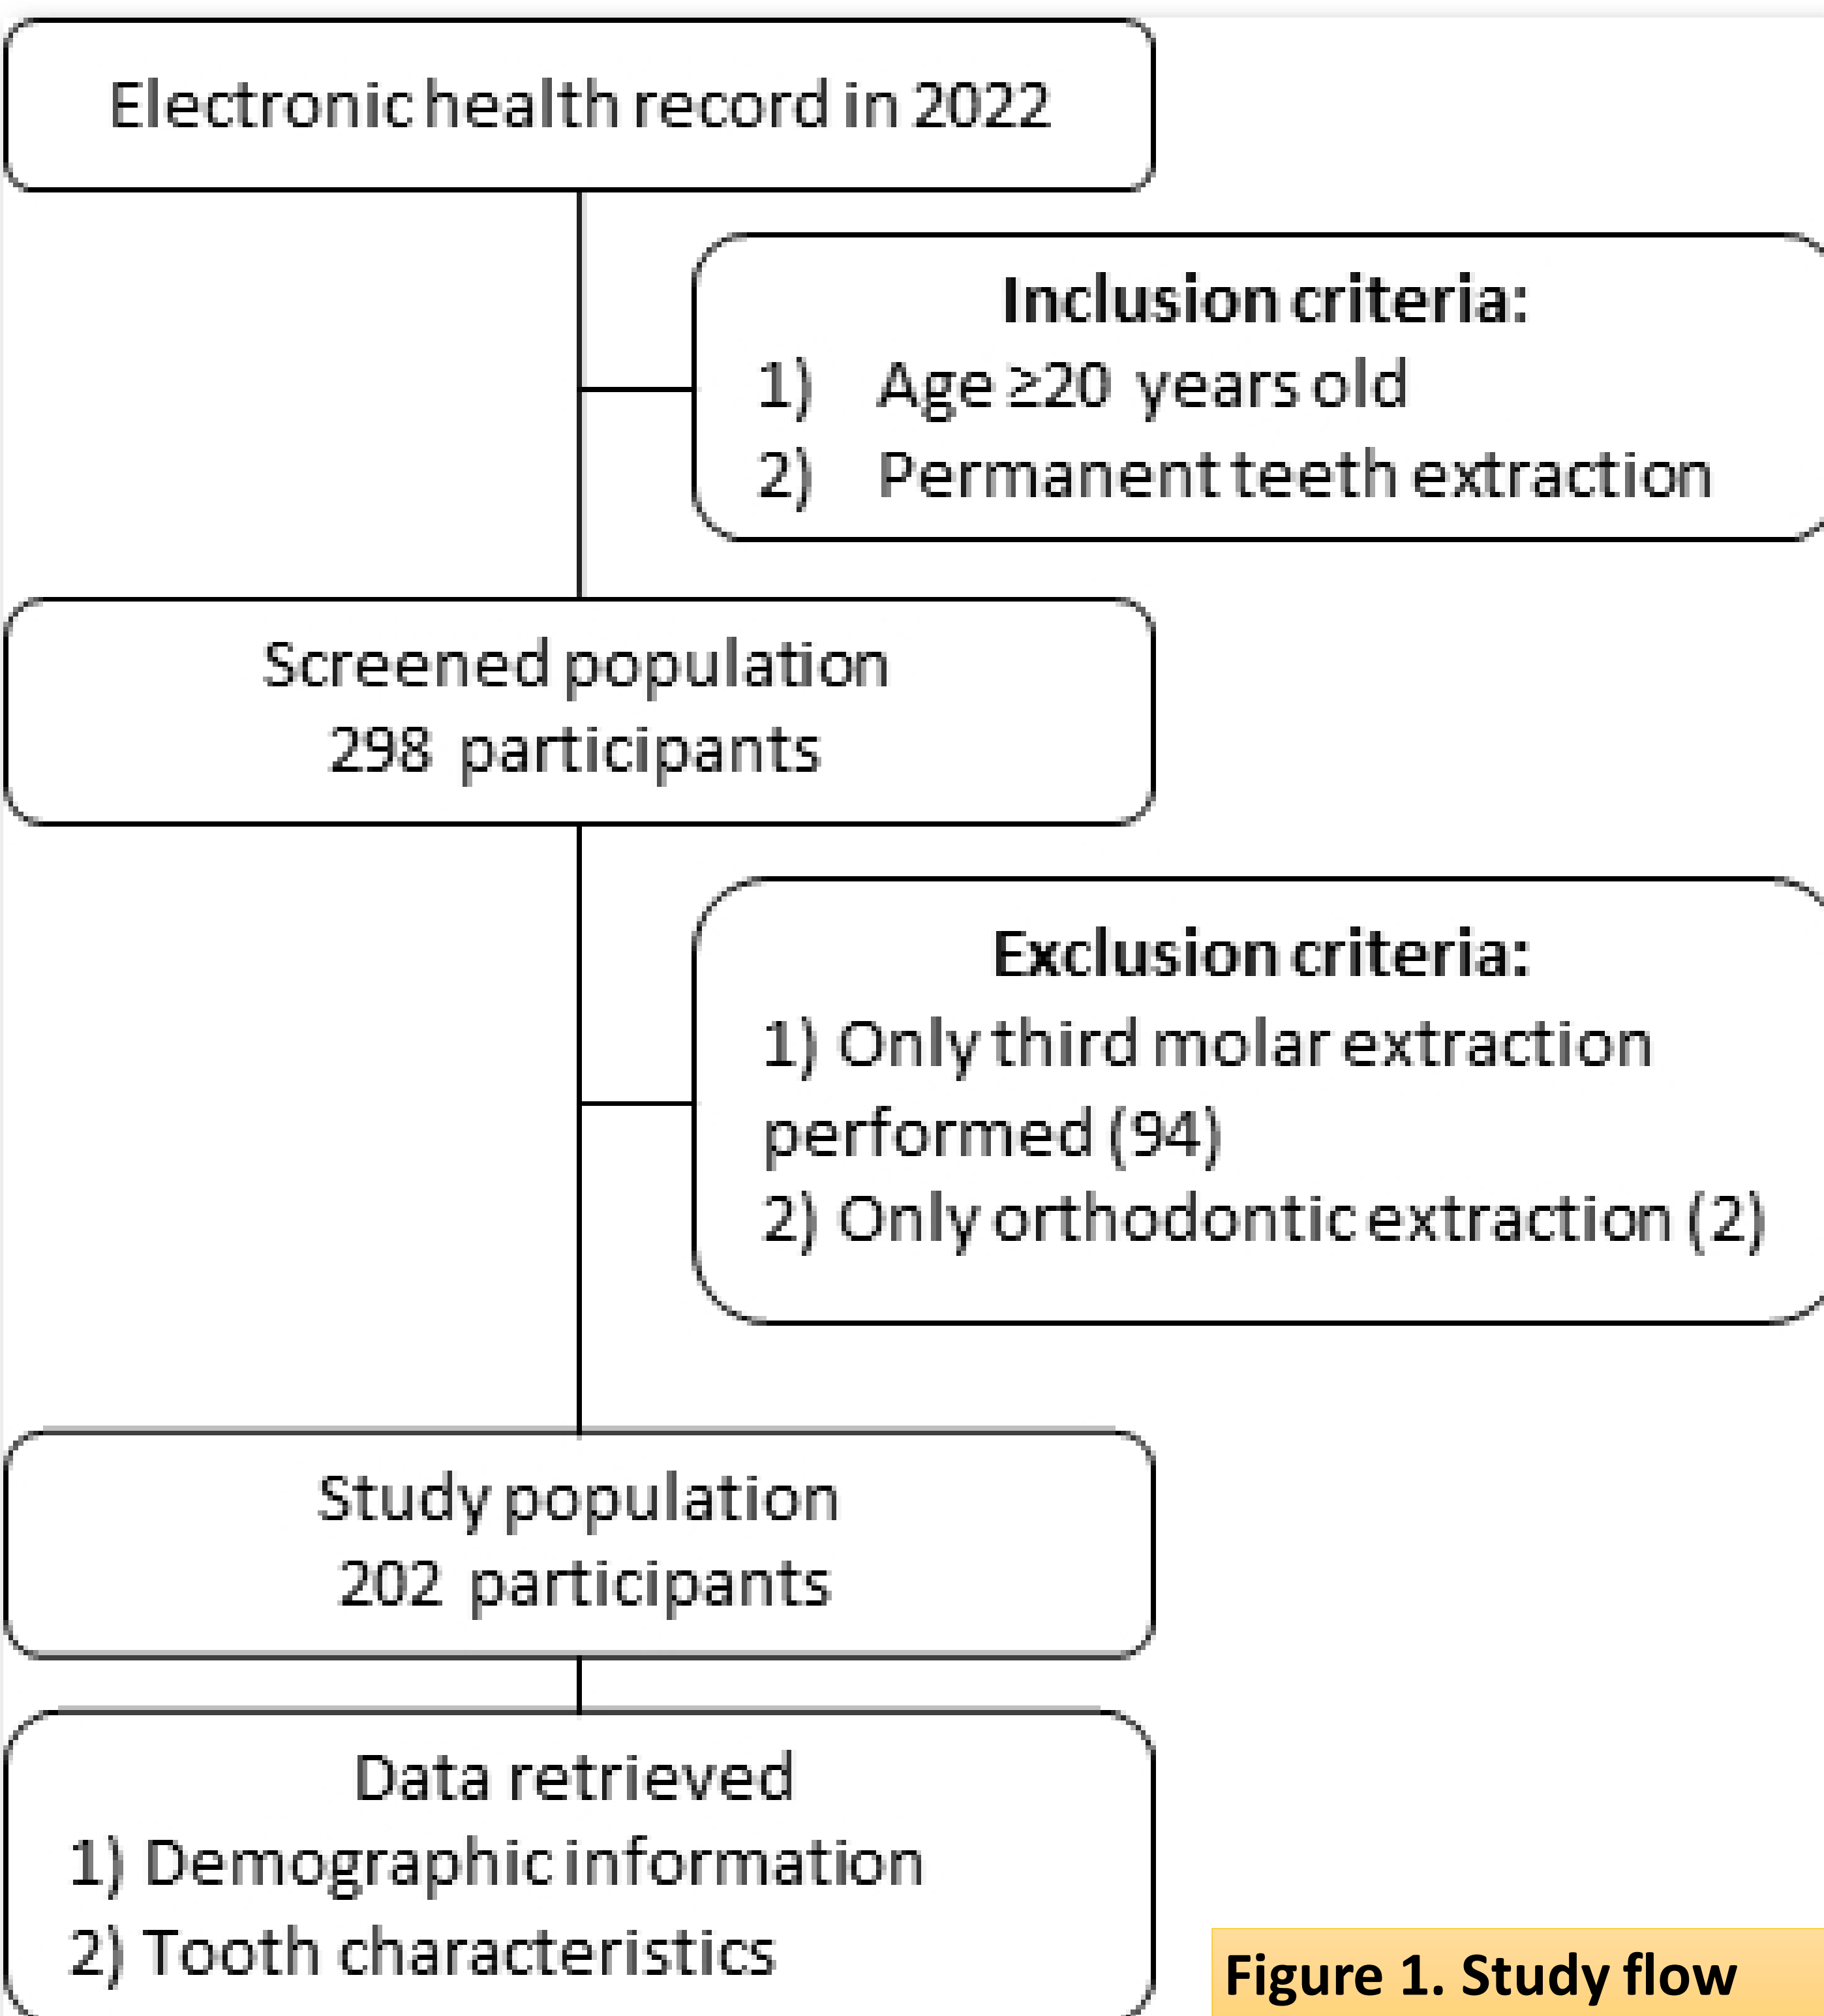 Electronic health record in 2022
Inclusion criteria:
1) Age ≥20 years old
2) Permanent teeth extraction
Screened population
298 participants
Exclusion criteria:
1) Only third molar extraction
performed (94)
2) Only orthodontic extraction (2)
Study population
202 participants
Data retrieved
1) Demographic information
2) Tooth characteristics
Figure 1. Study flow